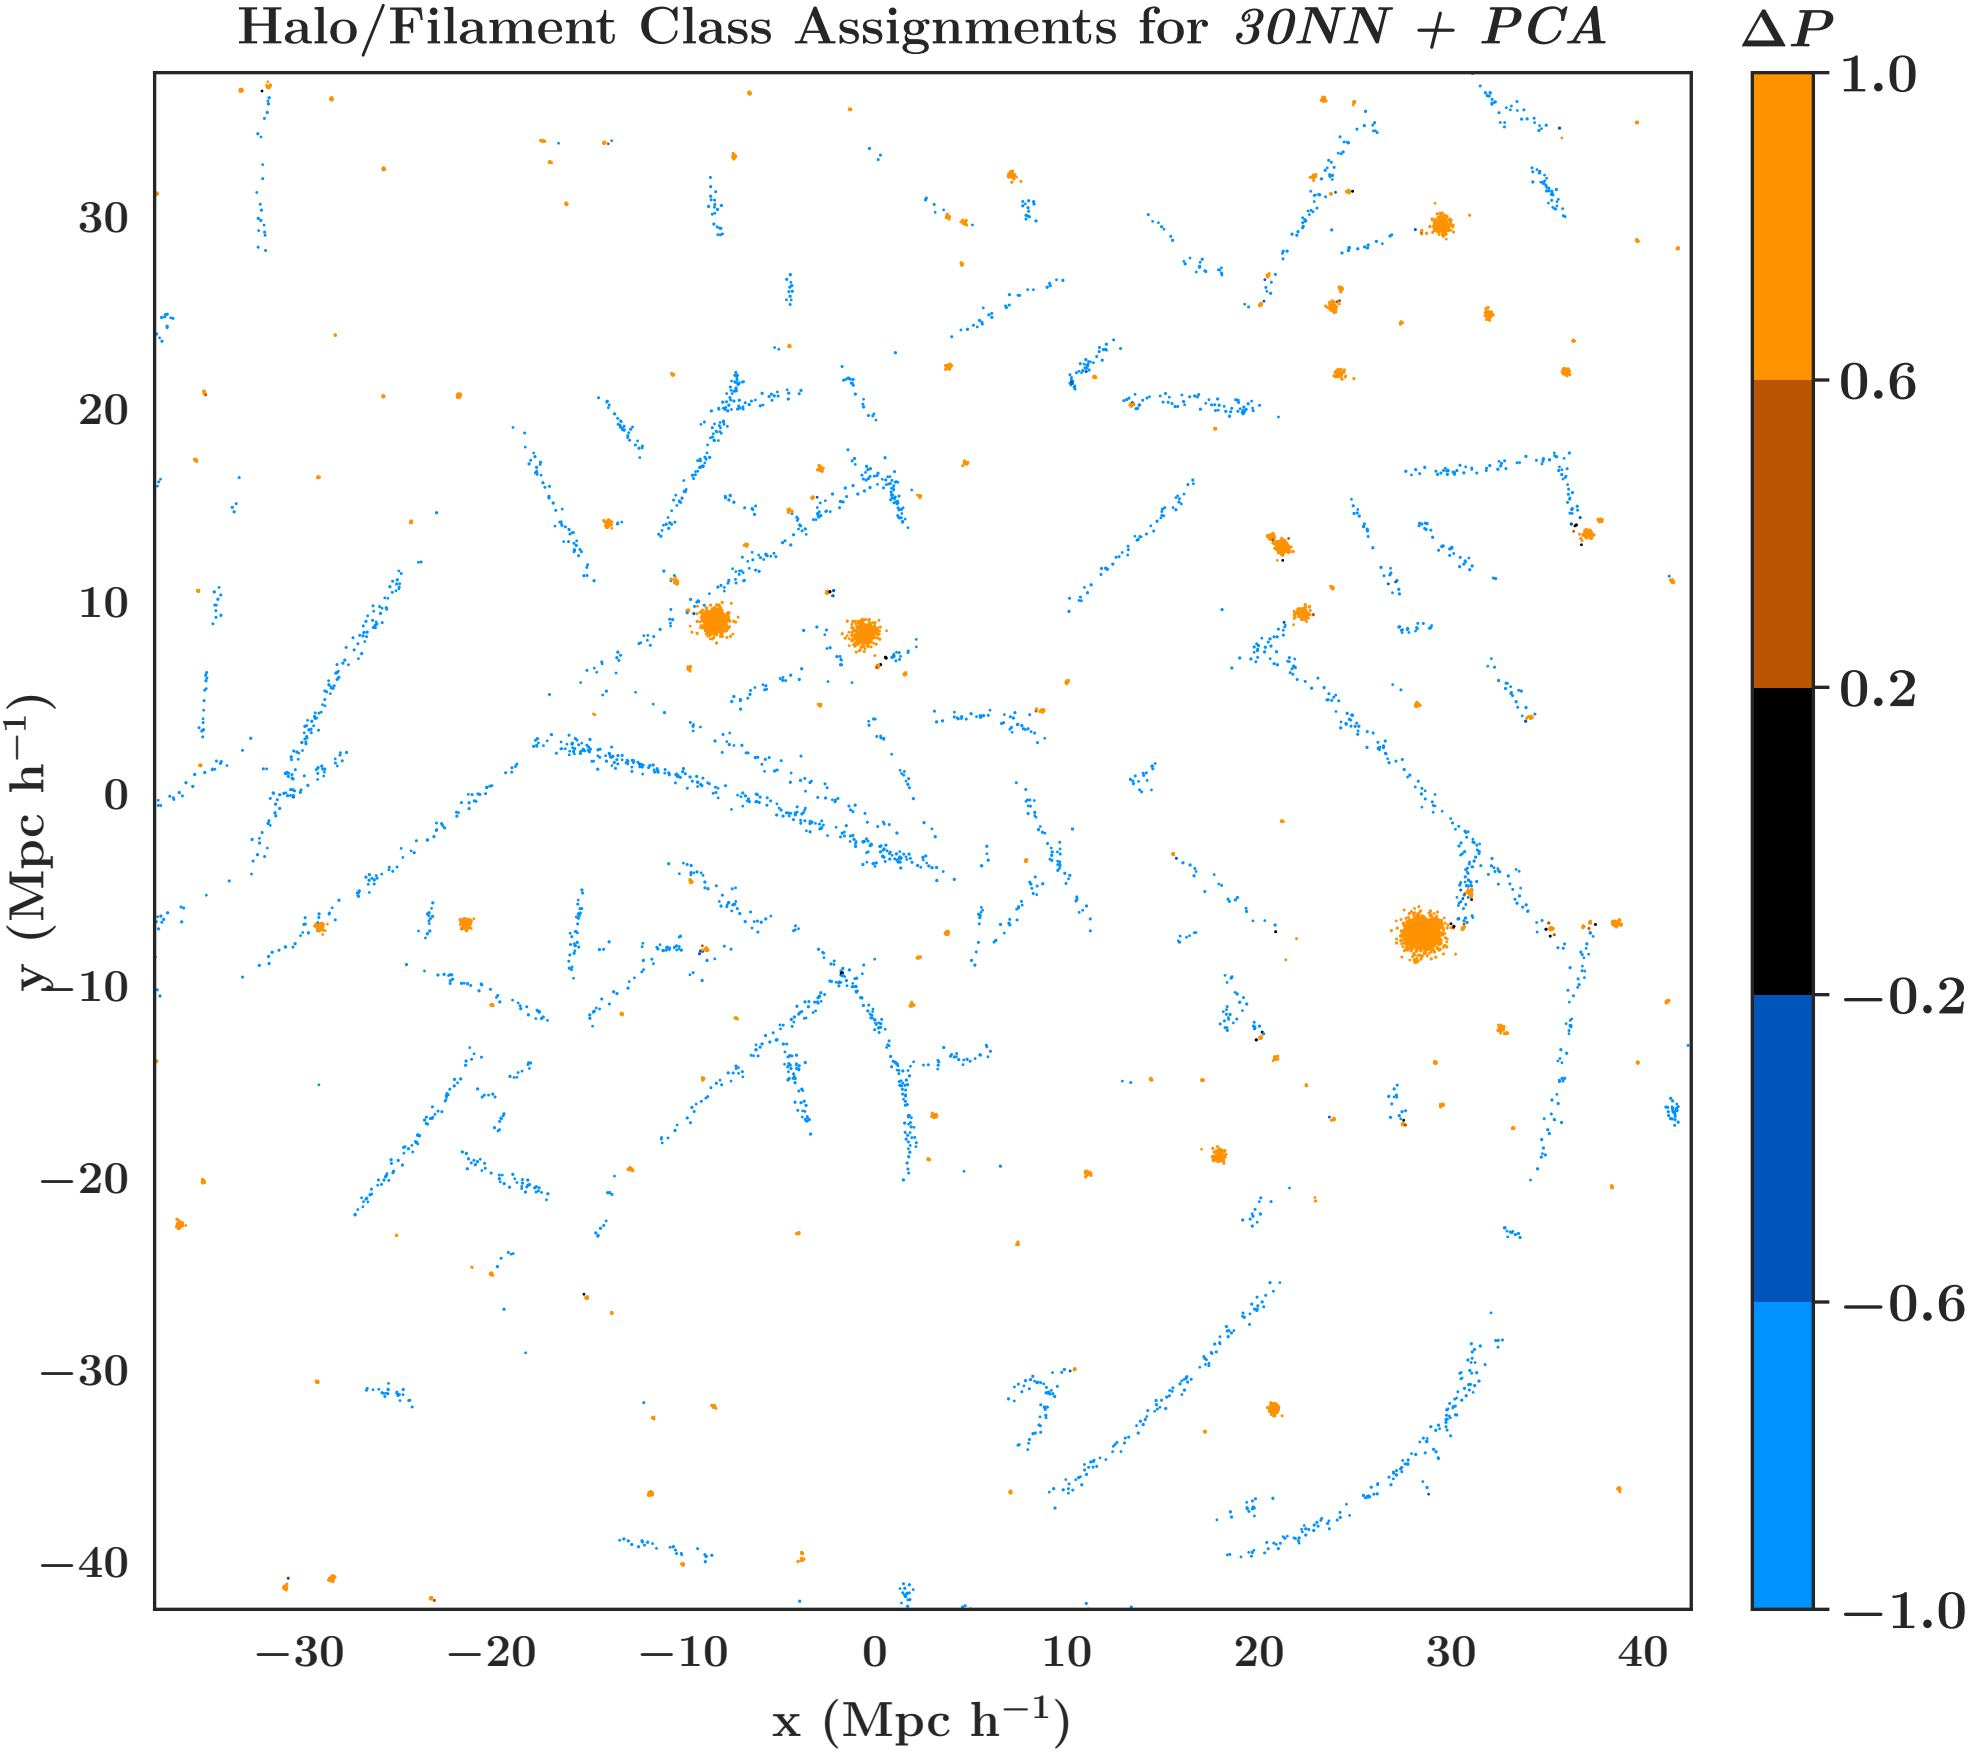 Halo/Filament Class Assignments for 30NN + PCA
ΔP
1.0
0.6
0.2
−0.2
−0.6
−1.0
y (Mpc h⁻¹)
30
20
10
0
−10
−20
−30
−40
−30 −20 −10 0 10 20 30 40
x (Mpc h⁻¹)